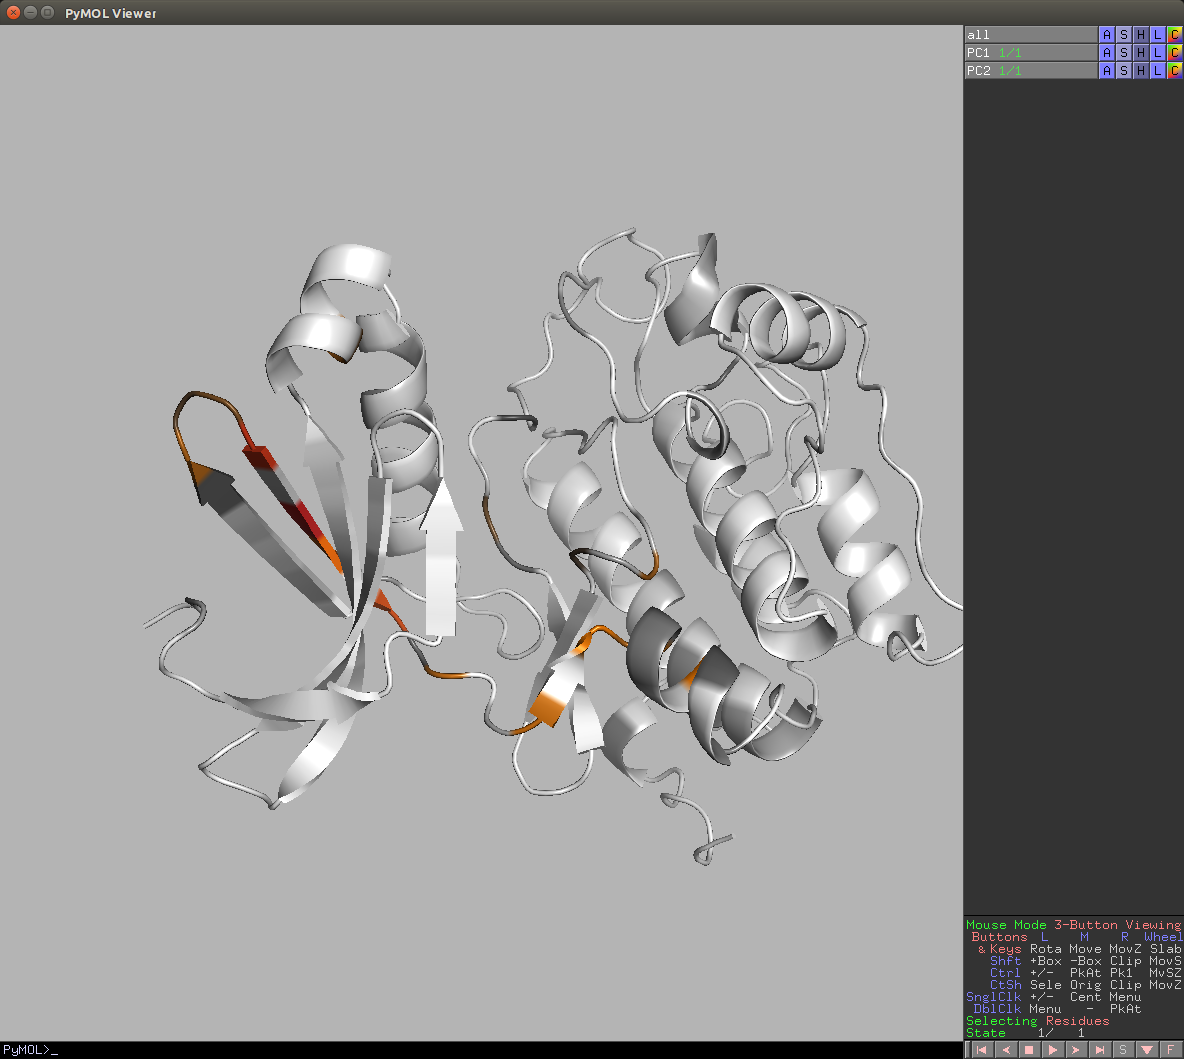 PyMOL Viewer
all A S H L C
PC1 1/1 A S H L C
PC2 1/1 A S H L C
Mouse Mode 3-Button Viewing
Buttons L M R Wheel
& Keys Rota Move MovZ Slab
Shft +Box -Box Clip MovS
Ctrl +/- PkAt Pk1 MvSZ
CtSh Sele Orig Clip MovZ
SnglClk +/- Cent Menu
DblClk Menu - PkAt
Selecting Residues
State 1/ 1
S F
PyMOL>_